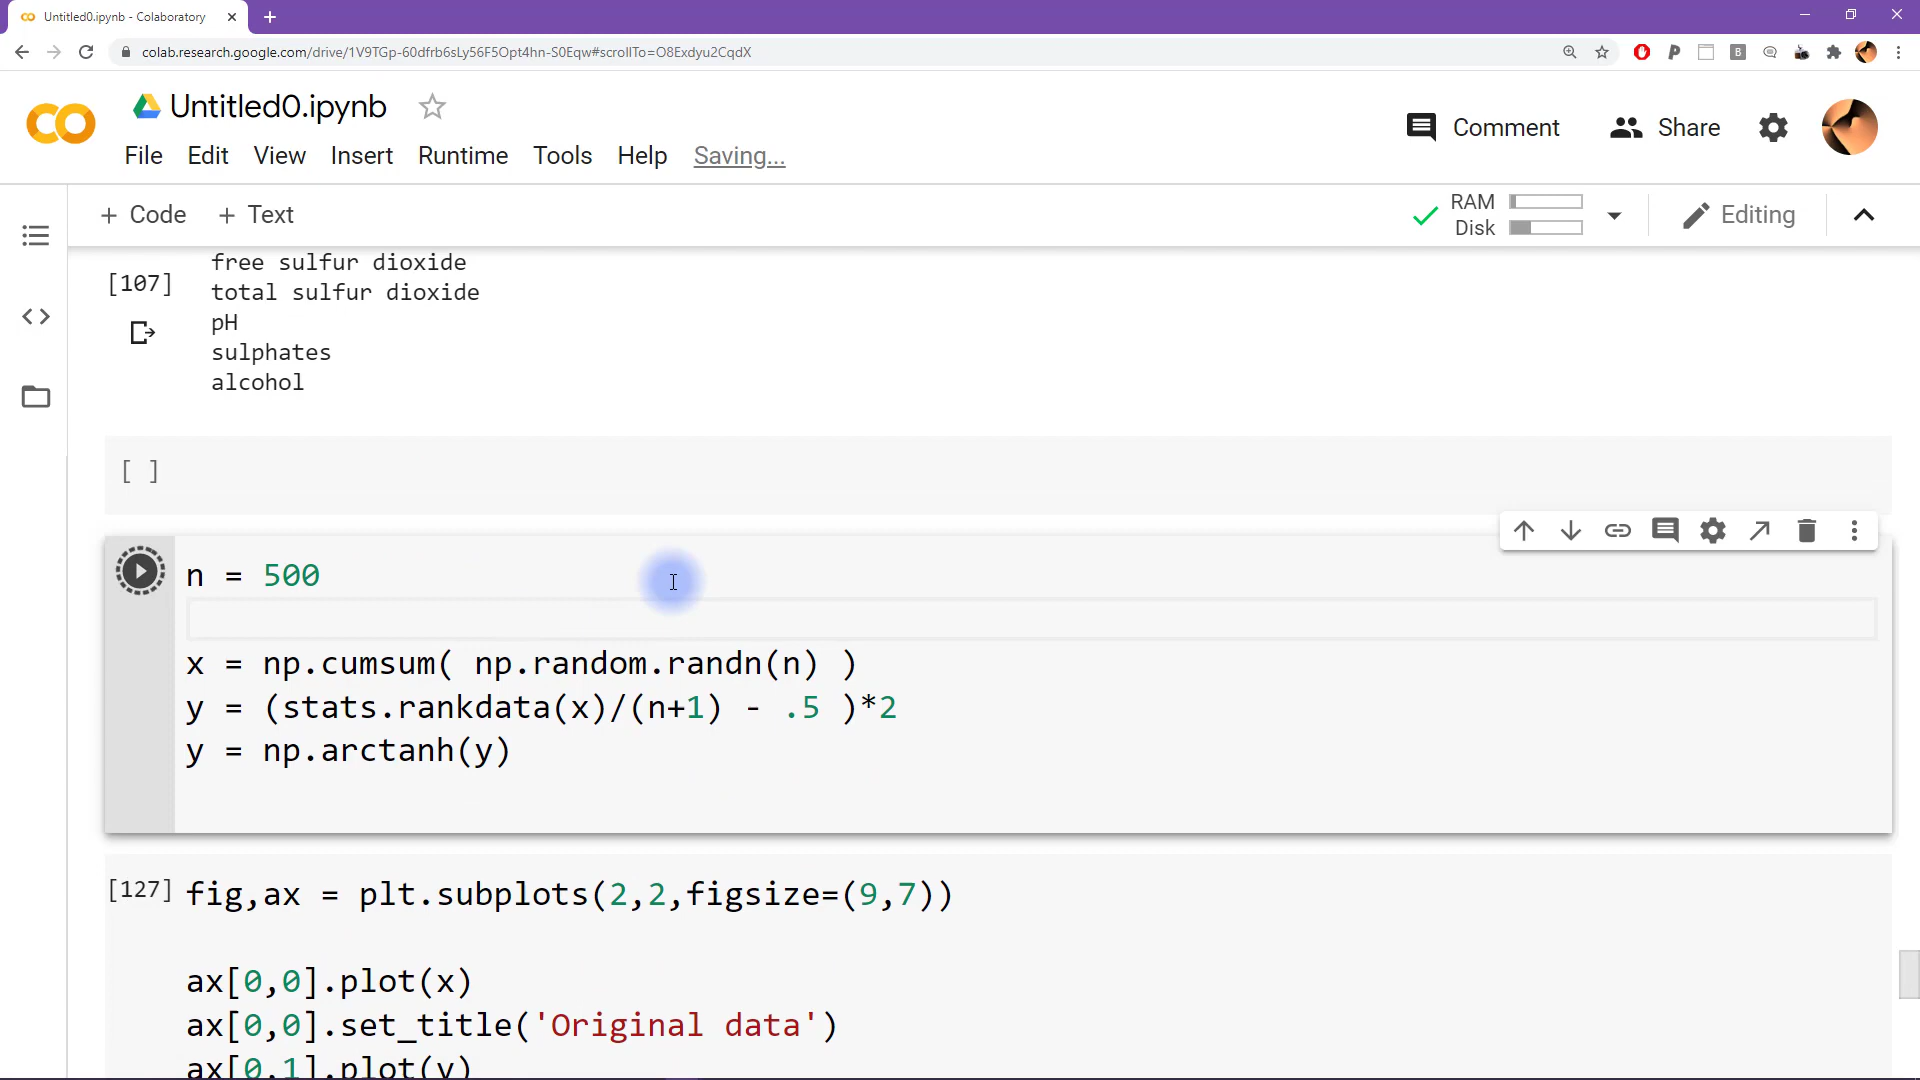 Untitled0.ipynb - Colaboratory
colab.research.google.com/drive/1V9TGp-60dfrb6sLy56F5Opt4hn-S0Eqw#scrollTo=O8Exdyu2CqdX
Untitled0.ipynb
Comment
Share
File Edit View Insert Runtime Tools Help Saving...
+ Code + Text
RAM
Disk
Editing
free sulfur dioxide
[107]
total sulfur dioxide
pH
sulphates
alcohol
[ ]
n = 500
x = np.cumsum( np.random.randn(n) )
y = (stats.rankdata(x)/(n+1) - .5 )*2
y = np.arctanh(y)
[127] fig,ax = plt.subplots(2,2,figsize=(9,7))
ax[0,0].plot(x)
ax[0,0].set_title('Original data')
ax[0,1].plot(y)